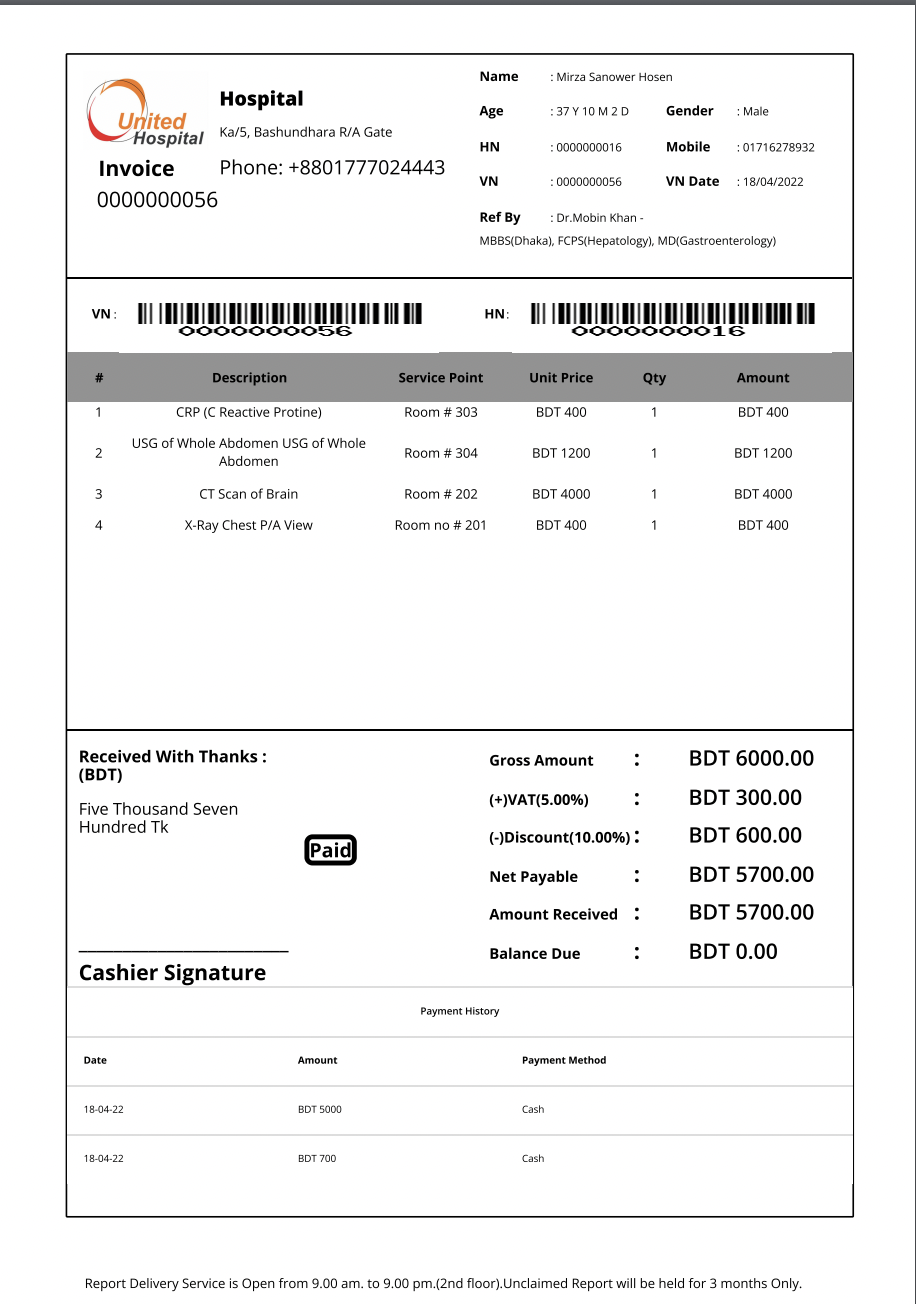 United
Hospital
Hospital
Ka/5, Bashundhara R/A Gate
Invoice
Phone: +8801777024443
0000000056
Name : Mirza Sanower Hosen
Age : 37 Y 10 M 2 D Gender : Male
HN : 0000000016 Mobile : 01716278932
VN : 0000000056 VN Date : 18/04/2022
Ref By : Dr.Mobin Khan -
MBBS(Dhaka), FCPS(Hepatology), MD(Gastroenterology)
VN : 0000000056 HN : 0000000016
# Description Service Point Unit Price Qty Amount
1 CRP (C Reactive Protine) Room # 303 BDT 400 1 BDT 400
2 USG of Whole Abdomen USG of Whole
Abdomen Room # 304 BDT 1200 1 BDT 1200
3 CT Scan of Brain Room # 202 BDT 4000 1 BDT 4000
4 X-Ray Chest P/A View Room no # 201 BDT 400 1 BDT 400
Received With Thanks :
(BDT)
Five Thousand Seven
Hundred Tk
Paid
Cashier Signature
Gross Amount : BDT 6000.00
(+)VAT(5.00%) : BDT 300.00
(-)Discount(10.00%) : BDT 600.00
Net Payable : BDT 5700.00
Amount Received : BDT 5700.00
Balance Due : BDT 0.00
Payment History
Date Amount Payment Method
18-04-22 BDT 5000 Cash
18-04-22 BDT 700 Cash
Report Delivery Service is Open from 9.00 am. to 9.00 pm.(2nd floor).Unclaimed Report will be held for 3 months Only.